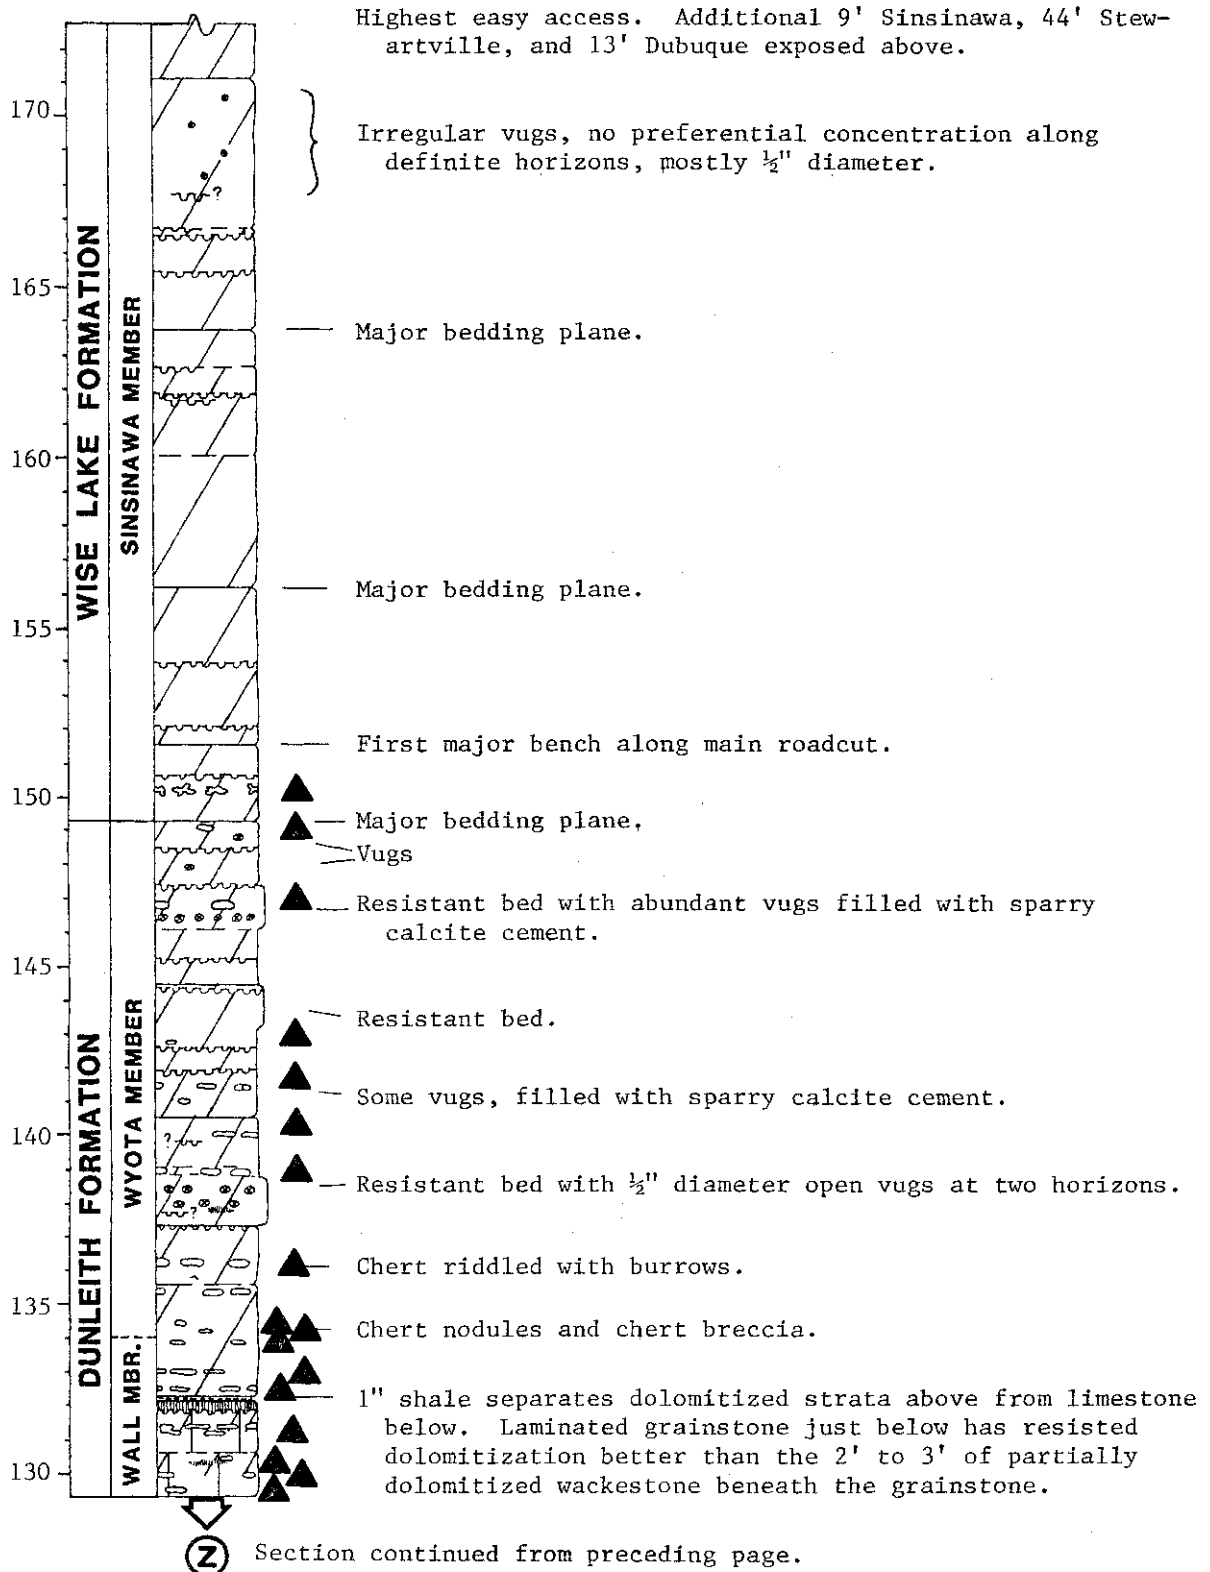 Highest easy access. Additional 9' Sinsinawa, 44' Stew-
artville, and 13' Dubuque exposed above.
170
Irregular vugs, no preferential concentration along
definite horizons, mostly ½" diameter.
?
WISE LAKE FORMATION
SINSINAWA MEMBER
165
Major bedding plane.
160
Major bedding plane.
155
First major bench along main roadcut.
150
Major bedding plane.
Vugs
Resistant bed with abundant vugs filled with sparry
calcite cement.
145
DUNLEITH FORMATION
WYOTA MEMBER
Resistant bed.
Some vugs, filled with sparry calcite cement.
140
?
Resistant bed with ½" diameter open vugs at two horizons.
?
Chert riddled with burrows.
135
Chert nodules and chert breccia.
WALL MBR.
1" shale separates dolomitized strata above from limestone
below. Laminated grainstone just below has resisted
dolomitization better than the 2' to 3' of partially
dolomitized wackestone beneath the grainstone.
130
Z
Section continued from preceding page.